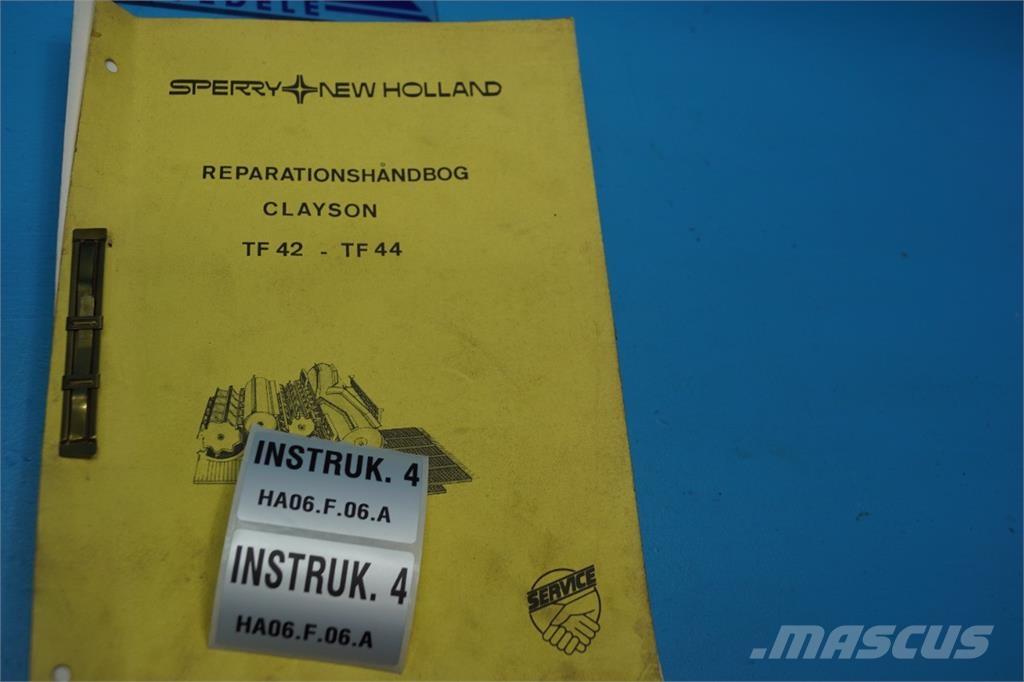 SPERRY NEW HOLLAND
REPARATIONSHÅNDBOG
CLAYSON
TF 42 - TF 44
INSTRUK. 4
HA06.F.06.A
INSTRUK. 4
HA06.F.06.A
SERVICE
.MASCUS